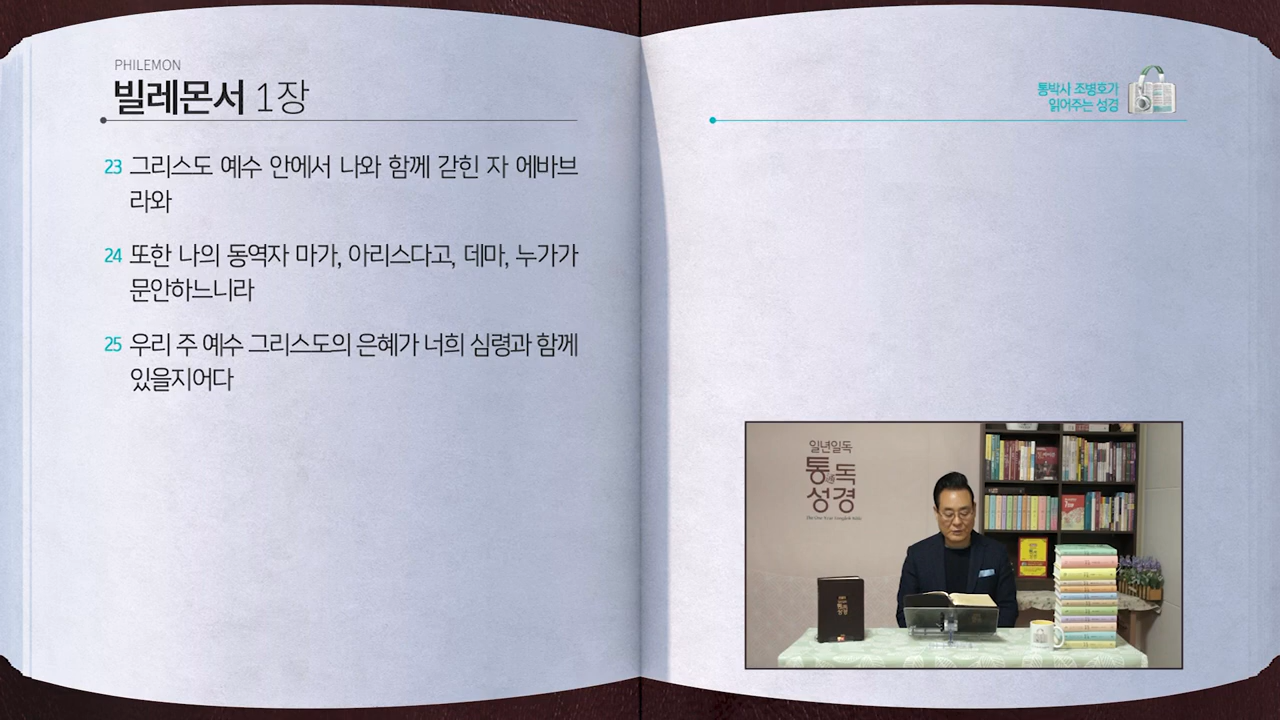 PHILEMON
빌레몬서 1장
23 그리스도 예수 안에서 나와 함께 갇힌 자 에바브
라와
24 또한 나의 동역자 마가, 아리스다고, 데마, 누가가
문안하느니라
25 우리 주 예수 그리스도의 은혜가 너희 심령과 함께
있을지어다
통박사 조병호가
읽어주는 성경
일년일독
통독
성경
통독
성경